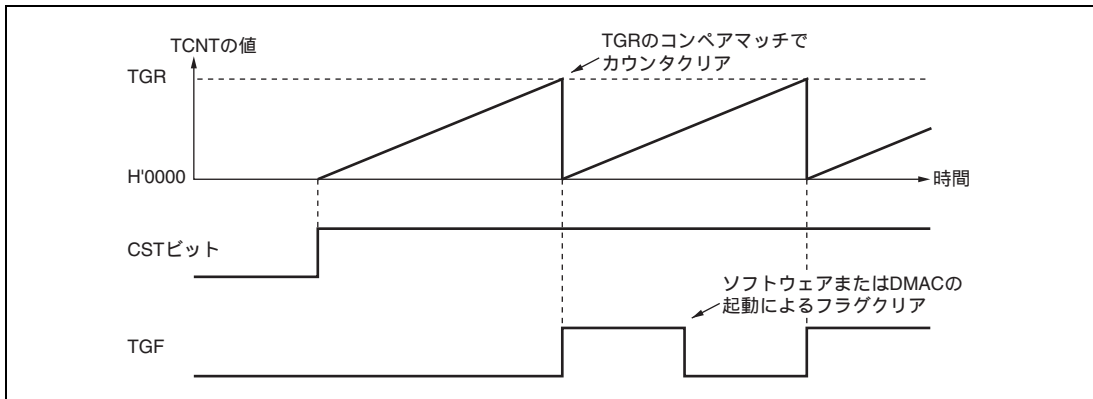 TCNTの値
TGRのコンペアマッチで
カウンタクリア
TGR
H'0000
時間
CSTビット
ソフトウェアまたはDMACの
起動によるフラグクリア
TGF